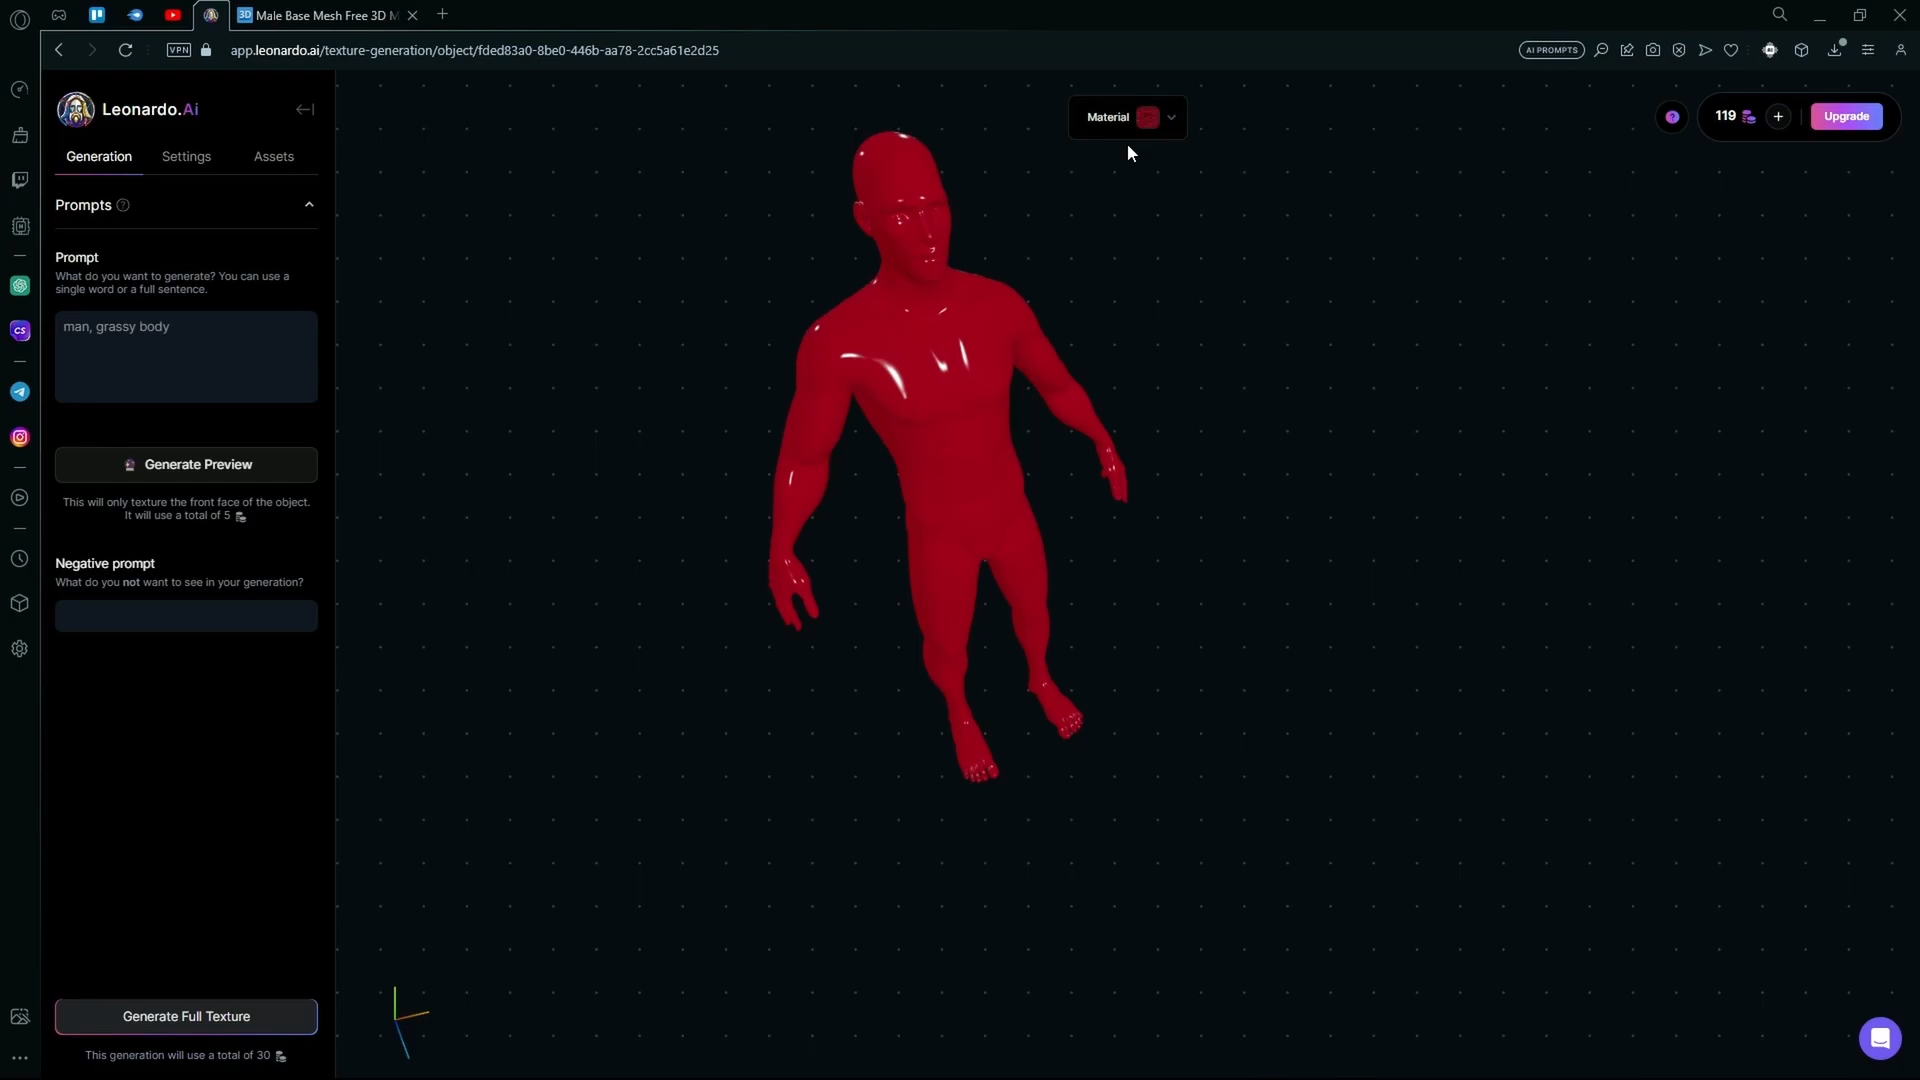 3D Male Base Mesh Free 3D M
VPN
app.leonardo.ai/texture-generation/object/fded83a0-8be0-446b-aa78-2cc5a61e2d25
AI PROMPTS
Leonardo.Ai
Material
119
Upgrade
Generation Settings Assets
Prompts
Prompt
What do you want to generate? You can use a
single word or a full sentence.
man, grassy body
CS
Generate Preview
This will only texture the front face of the object.
It will use a total of 5
Negative prompt
What do you not want to see in your generation?
Generate Full Texture
This generation will use a total of 30